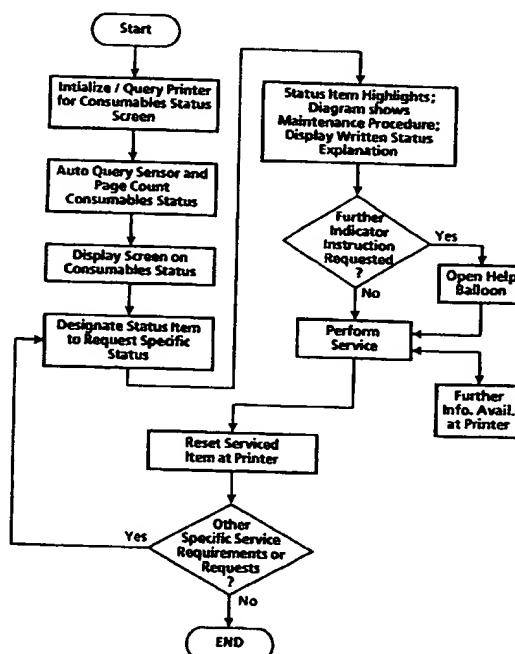 Start
Intialize / Query Printer
for Consumables Status
Screen
Auto Query Sensor and
Page Count
Consumables Status
Display Screen on
Consumables Status
Designate Status Item
to Request Specific
Status
Status Item Highlights;
Diagram shows
Maintenance Procedure;
Display Written Status
Explanation
Further
Indicator
Instruction
Requested
?
Yes
No
Open Help
Balloon
Perform
Service
Further
Info. Avail.
at Printer
Reset Serviced
Item at Printer
Other
Specific Service
Requirements or
Requests
?
Yes
No
END